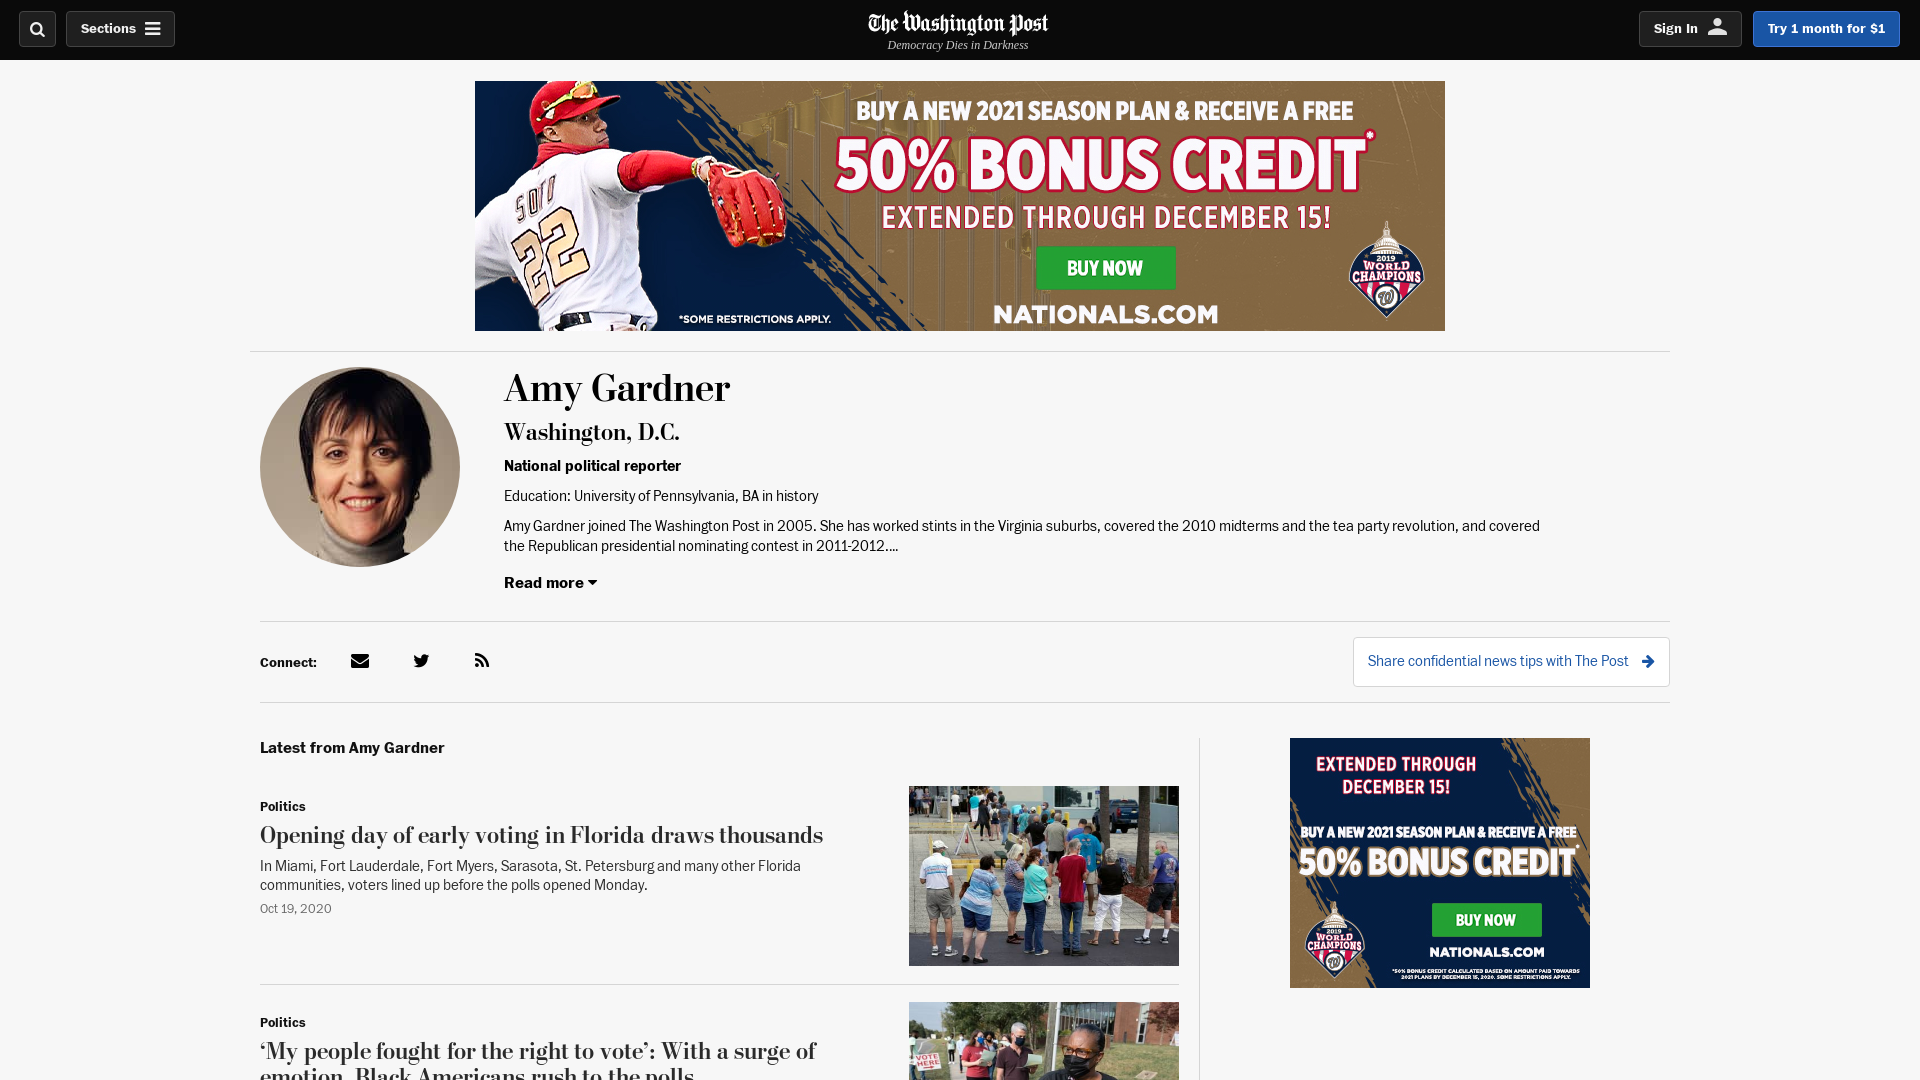 Sections
The Washington Post
Democracy Dies in Darkness
Sign In
Try 1 month for $1
BUY A NEW 2021 SEASON PLAN & RECEIVE A FREE
50% BONUS CREDIT*
EXTENDED THROUGH DECEMBER 15!
BUY NOW
NATIONALS.COM
*SOME RESTRICTIONS APPLY.
SOTO
22
2019
WORLD
CHAMPIONS
W
Amy Gardner
Washington, D.C.
National political reporter
Education: University of Pennsylvania, BA in history
Amy Gardner joined The Washington Post in 2005. She has worked stints in the Virginia suburbs, covered the 2010 midterms and the tea party revolution, and covered
the Republican presidential nominating contest in 2011-2012....
Read more
Connect:
Share confidential news tips with The Post
Latest from Amy Gardner
Politics
Opening day of early voting in Florida draws thousands
In Miami, Fort Lauderdale, Fort Myers, Sarasota, St. Petersburg and many other Florida
communities, voters lined up before the polls opened Monday.
Oct 19, 2020
Politics
‘My people fought for the right to vote’: With a surge of
emotion, Black Americans rush to the polls
VOTE
HERE
EXTENDED THROUGH
DECEMBER 15!
BUY A NEW 2021 SEASON PLAN & RECEIVE A FREE
50% BONUS CREDIT*
BUY NOW
NATIONALS.COM
2019
WORLD
CHAMPIONS
W
*50% BONUS CREDIT CALCULATED BASED ON AMOUNT PAID TOWARDS
2021 PLANS BY DECEMBER 15, 2020. SOME RESTRICTIONS APPLY.